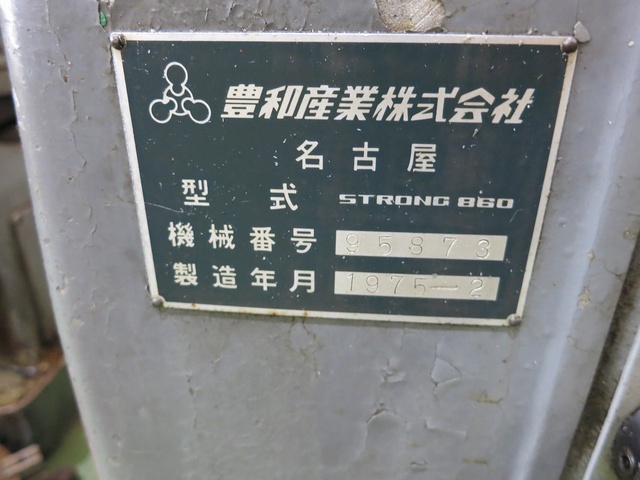 豊和産業株式会社
名古屋
型式 STRONG 860
機械番号 95873
製造年月 1975-2